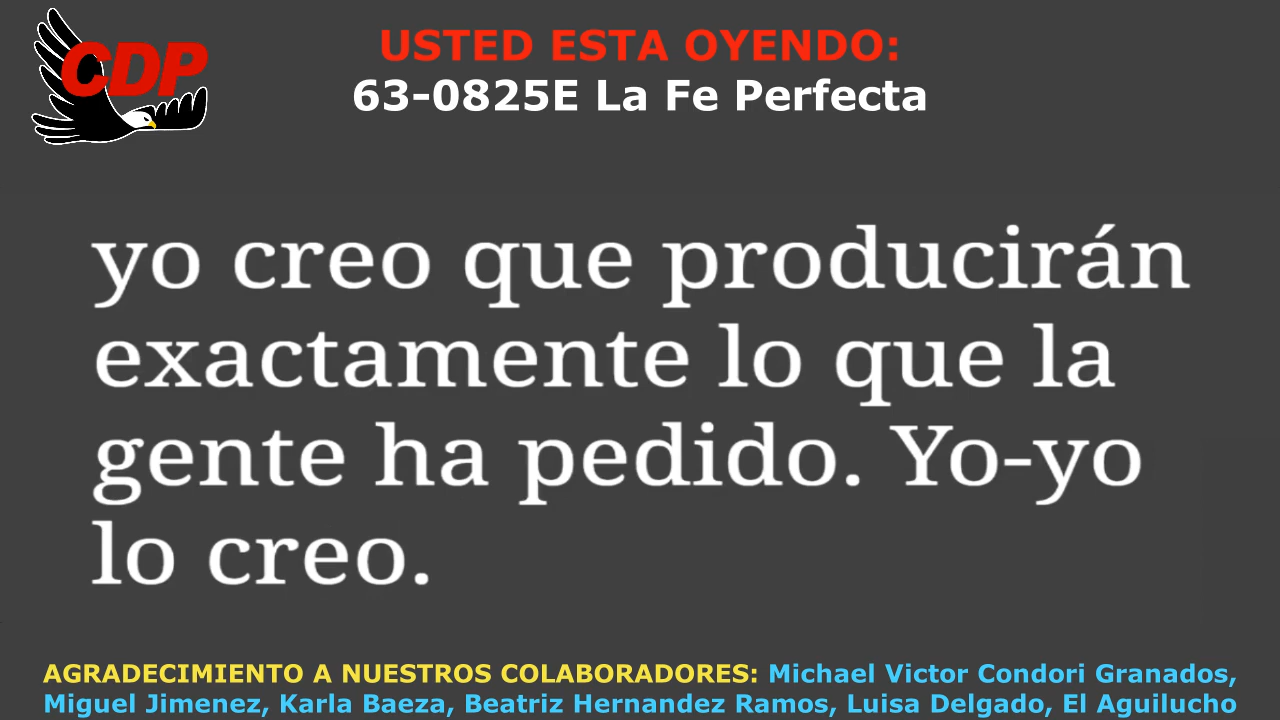 CDP
USTED ESTA OYENDO:
63-0825E La Fe Perfecta
yo creo que producirán
exactamente lo que la
gente ha pedido. Yo-yo
lo creo.
AGRADECIMIENTO A NUESTROS COLABORADORES: Michael Victor Condori Granados,
Miguel Jimenez, Karla Baeza, Beatriz Hernandez Ramos, Luisa Delgado, El Aguilucho